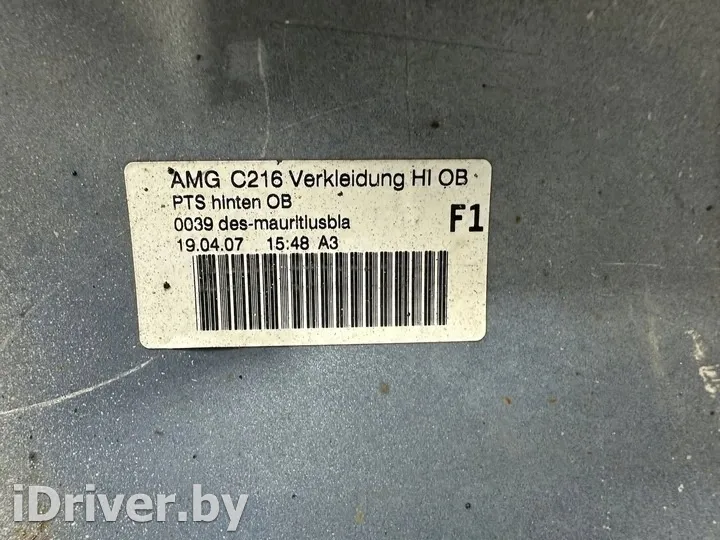 AMG C216 Verkleidung HI OB
PTS hinten OB
0039 des-mauritiusbla
F1
19.04.07 15:48 A3
iDriver.by